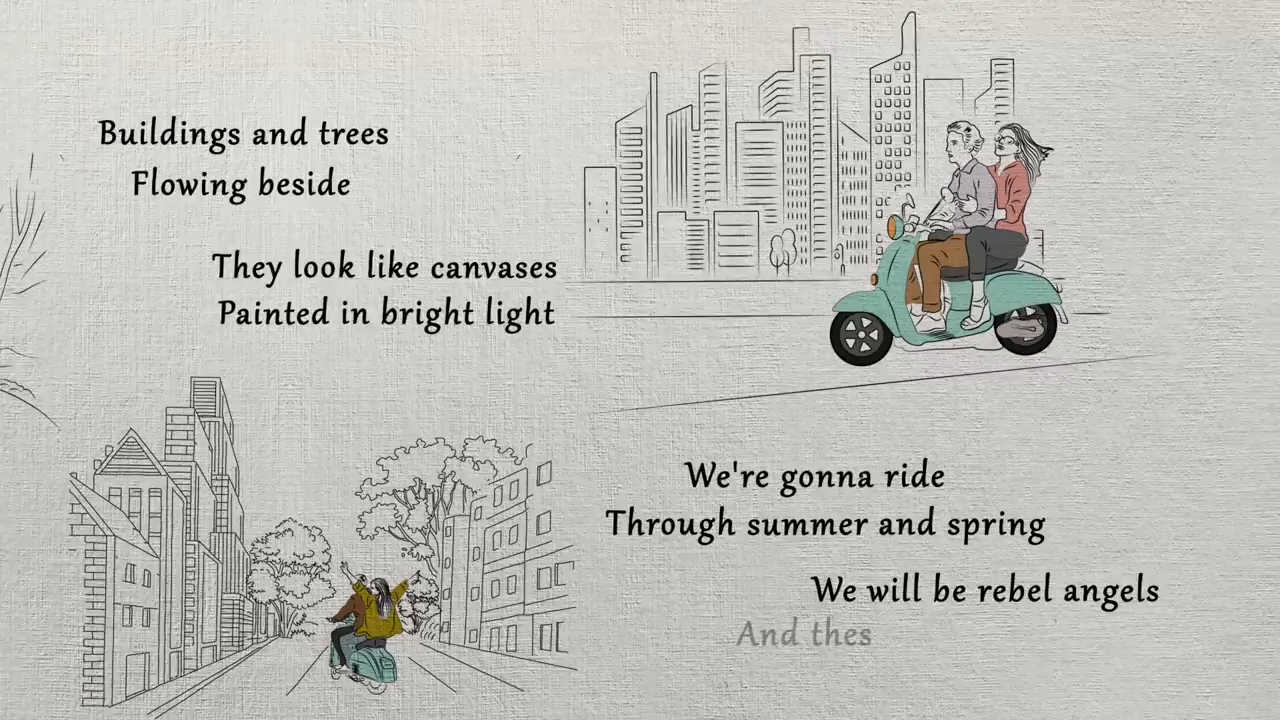 Buildings and trees
Flowing beside
They look like canvases
Painted in bright light
We're gonna ride
Through summer and spring
We will be rebel angels
And thes